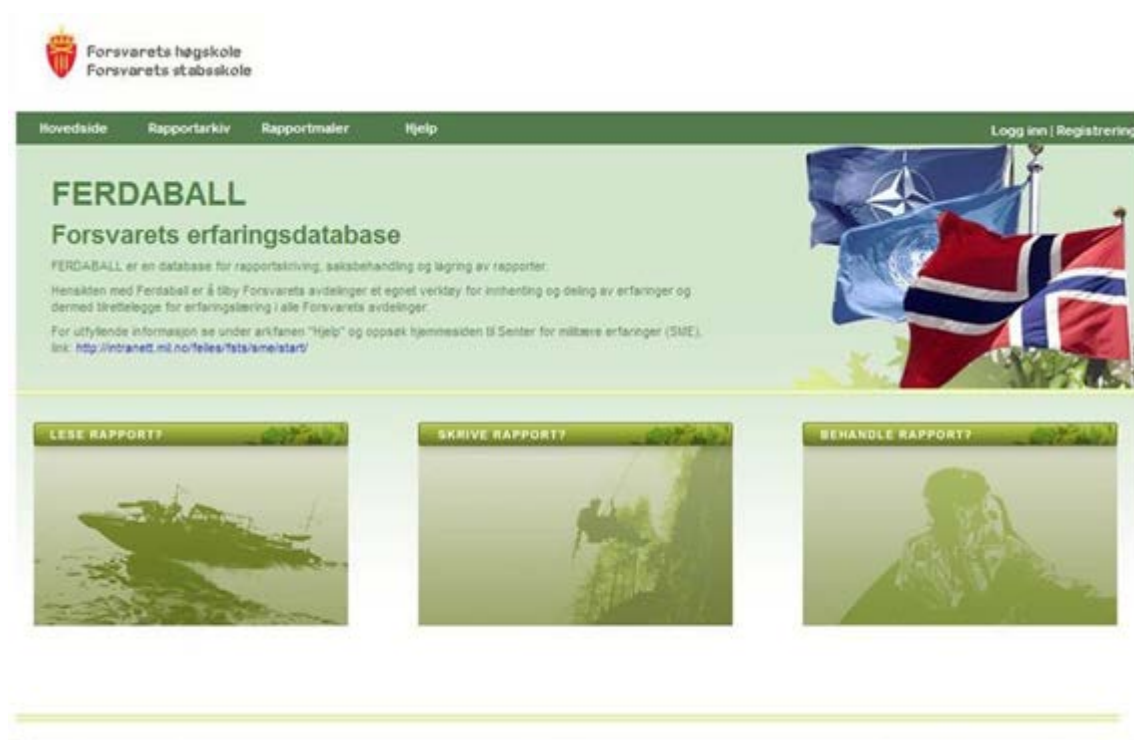 Forsvarets høgskole
Forsvarets stabsskole
Hovedside Rapportarkiv Rapportmaler Hjelp Logg inn | Registrering
FERDABALL
Forsvarets erfaringsdatabase
FERDABALL er en database for rapportskriving, saksbehandling og lagring av rapporter.
Hensikten med Ferdaball er å tilby Forsvarets avdelinger et egnet verktøy for innhenting og deling av erfaringer og
dermed tilrettelegge for erfaringslæring i alle Forsvarets avdelinger.
For utfyllende informasjon se under arkfanen "Hjelp" og oppsøk hjemmesiden til Senter for militære erfaringer (SME),
link: http://intranett.mil.no/felles/fsts/sme/start/
LESE RAPPORT? SKRIVE RAPPORT? BEHANDLE RAPPORT?